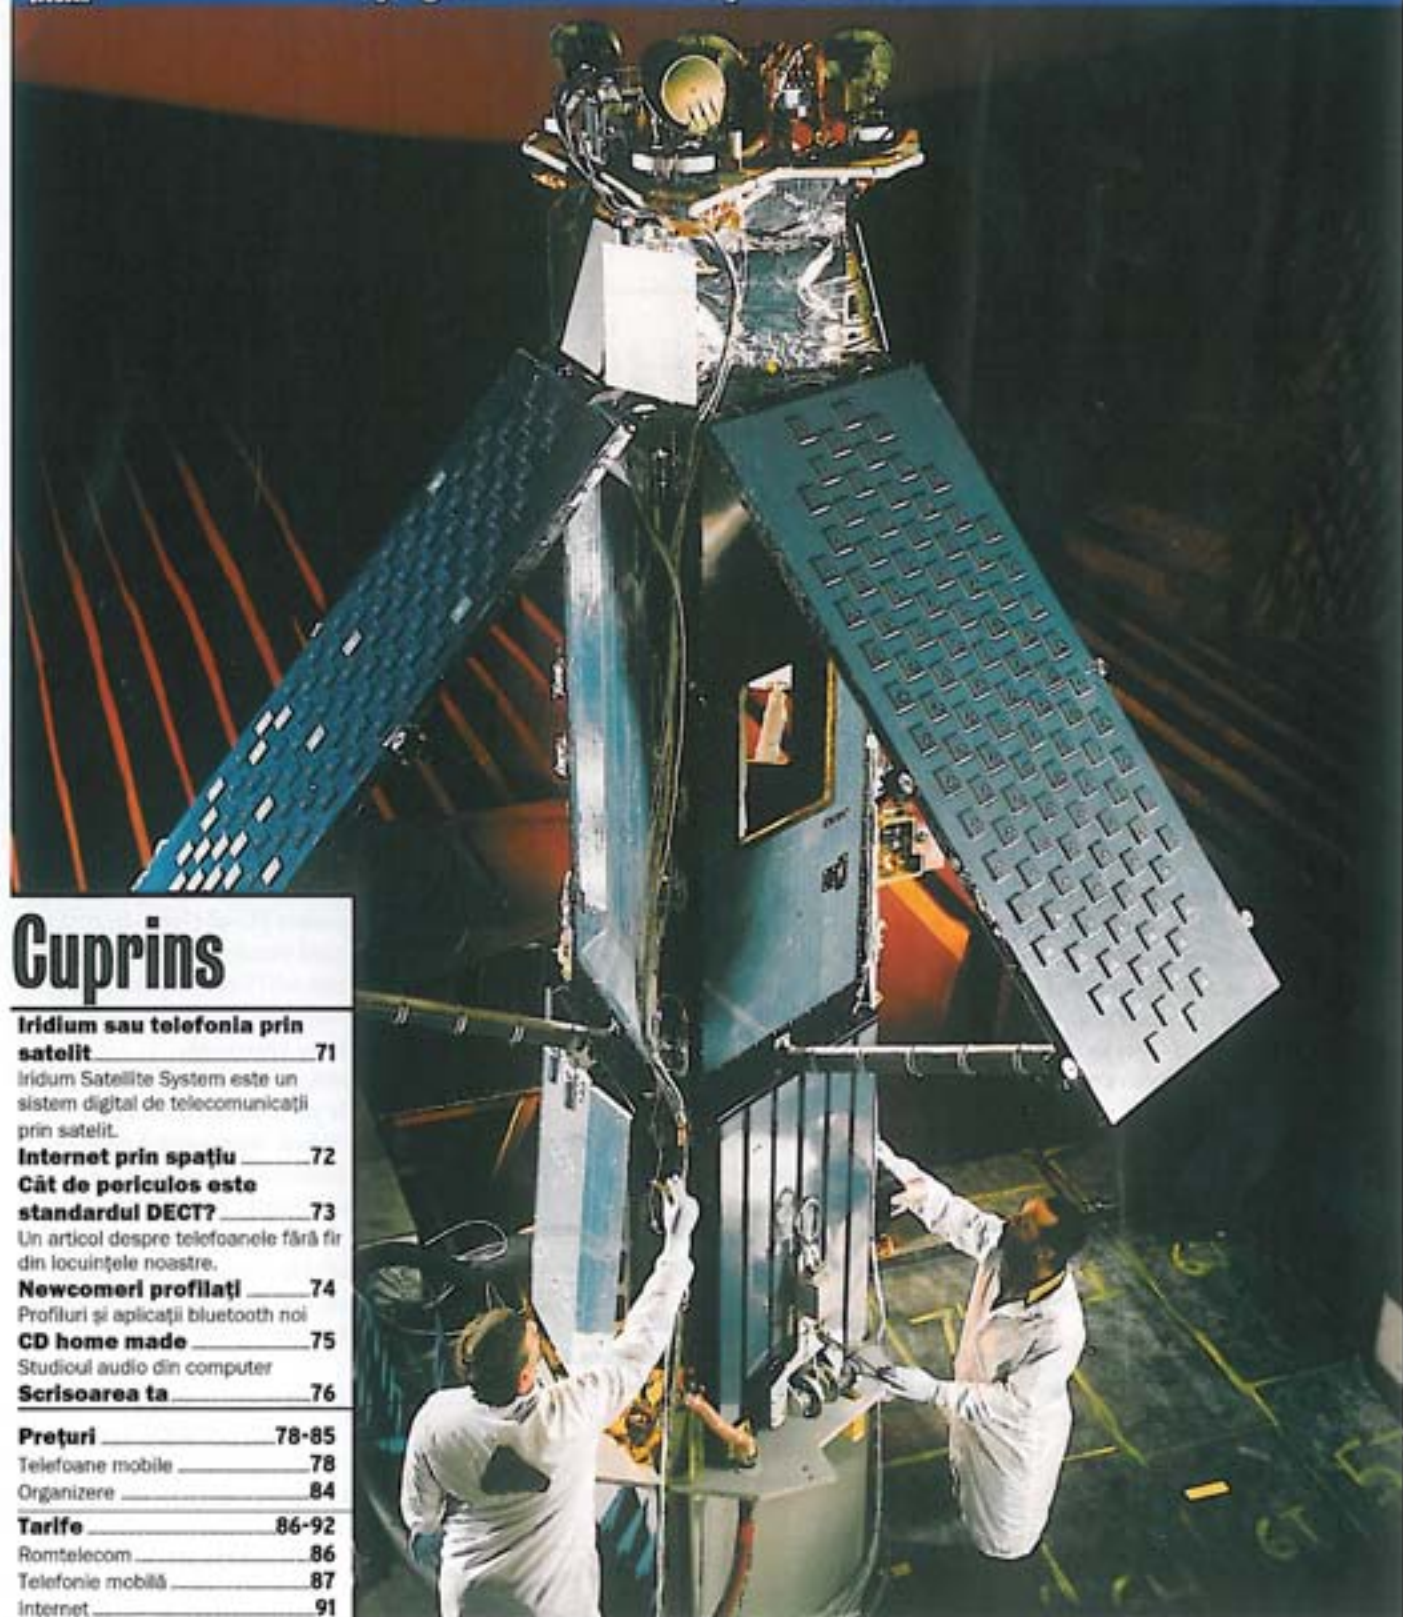 Cuprins
Iridium sau telefonia prin
satelit 71
Iridum Satellite System este un
sistem digital de telecomunicații
prin satelit.
Internet prin spațiu 72
Cât de periculos este
standardul DECT? 73
Un articol despre telefoanele fără fir
din locuințele noastre.
Newcomeri profilați 74
Profiluri și aplicații bluetooth noi
CD home made 75
Studioul audio din computer
Scrisoarea ta 76
Prețuri 78-85
Telefoane mobile 78
Organizere 84
Tarife 86-92
Romtelecom 86
Telefonie mobilă 87
Internet 91
6T